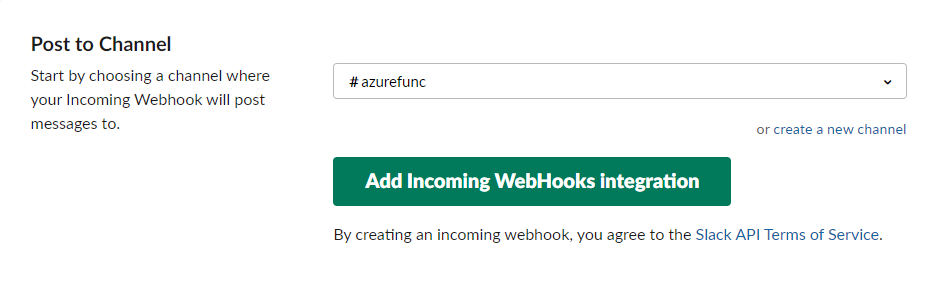 Post to Channel
Start by choosing a channel where
your Incoming Webhook will post
messages to.
# azurefunc
or create a new channel
Add Incoming WebHooks integration
By creating an incoming webhook, you agree to the Slack API Terms of Service.